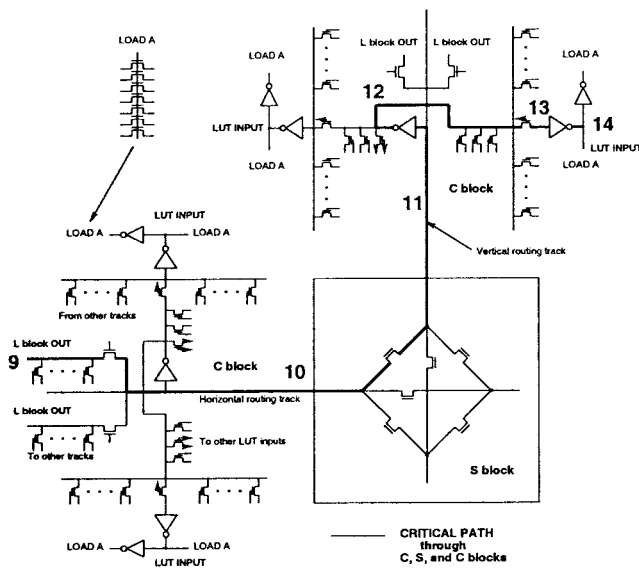 LOAD A
L block OUT
L block OUT
LOAD A
LOAD A
12
13
14
LUT INPUT
LUT INPUT
LOAD A
LOAD A
C block
LUT INPUT
11
LOAD A
LOAD A
Vertical routing track
From other tracks
L block OUT
C block
9
10
Horizontal routing track
L block OUT
To other LUT inputs
To other tracks
S block
CRITICAL PATH
through
C, S, and C blocks
LOAD A
LOAD A
LUT INPUT